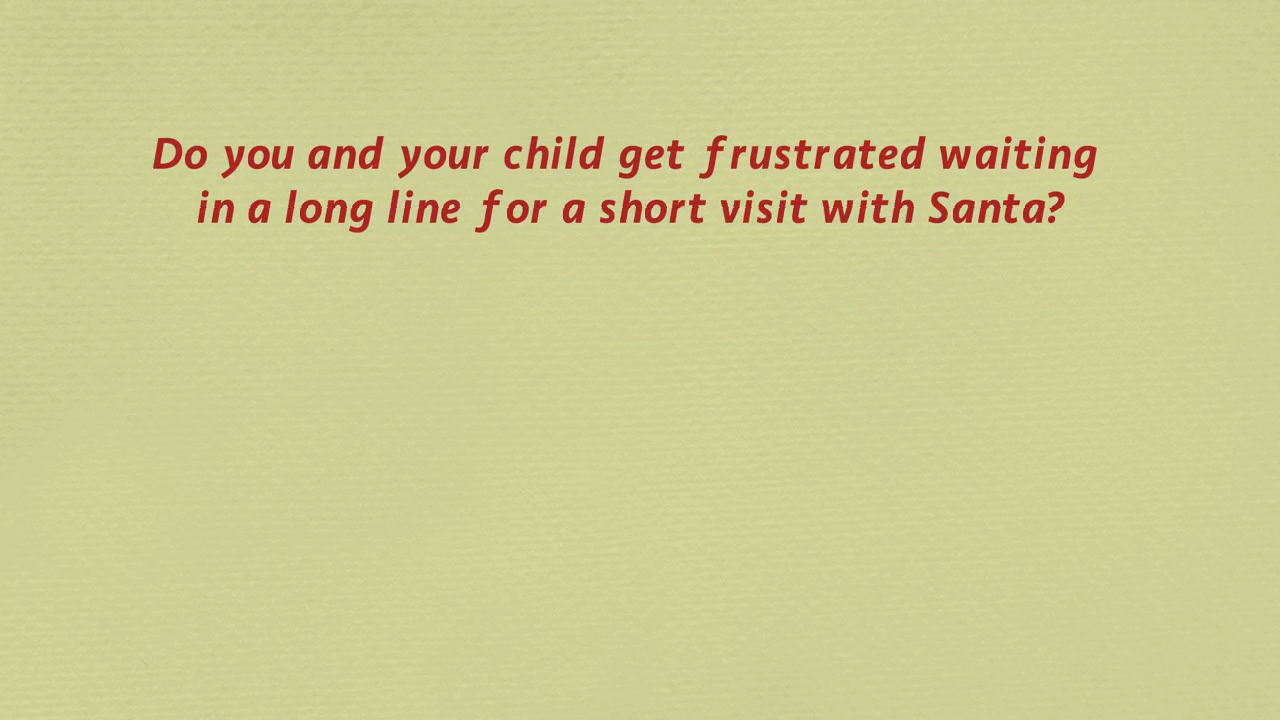 Do you and your child get frustrated waiting
in a long line for a short visit with Santa?